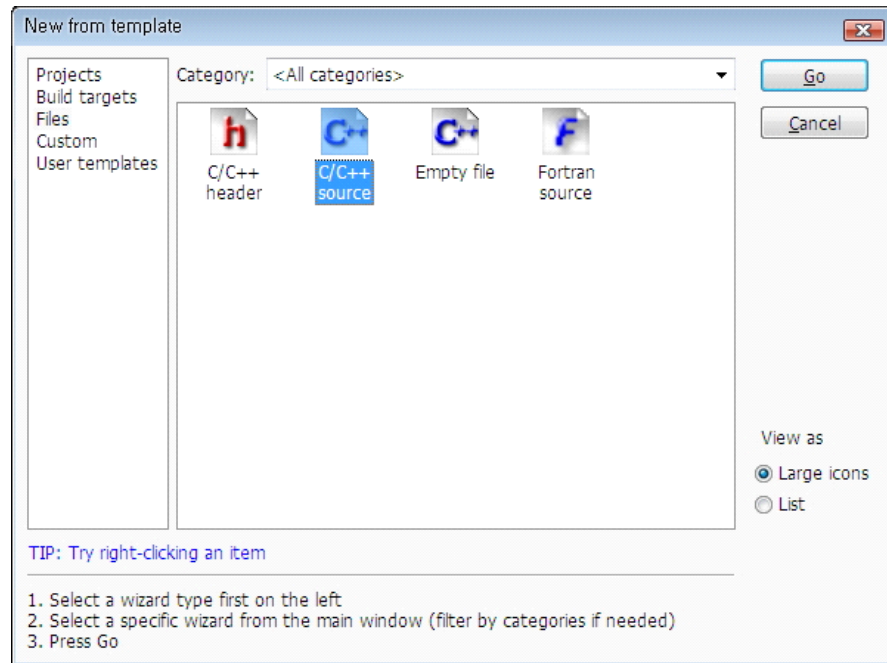 New from template
Projects
Build targets
Files
Custom
User templates
Category: <All categories>
h
C/C++
header
C++
C/C++
source
C++
Empty file
F
Fortran
source
Go
Cancel
View as
Large icons
List
TIP: Try right-clicking an item
1. Select a wizard type first on the left
2. Select a specific wizard from the main window (filter by categories if needed)
3. Press Go